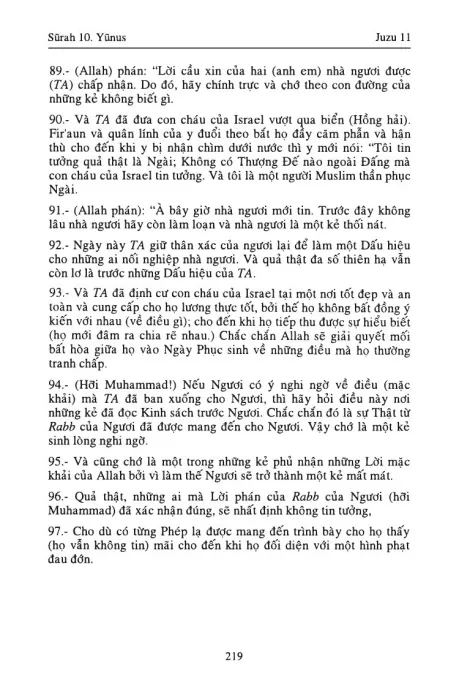 Sūrah 10. Yūnus Juzu 11
89.- (Allah) phán: “Lời cầu xin của hai (anh em) nhà ngươi được
(TA) chấp nhận. Do đó, hãy chính trực và chớ theo con đường của
những kẻ không biết gì.
90.- Và TA đã đưa con cháu của Israel vượt qua biển (Hồng hải).
Fir'aun và quân lính của y đuổi theo bắt họ đầy căm phẫn và hận
thù cho đến khi y bị nhận chìm dưới nước thì y mới nói: “Tôi tin
tưởng quả thật là Ngài; Không có Thượng Đế nào ngoài Đấng mà
con cháu của Israel tin tưởng. Và tôi là một người Muslim thần phục
Ngài.
91.- (Allah phán): “À bây giờ nhà ngươi mới tin. Trước đây không
lâu nhà ngươi hãy còn làm loạn và nhà ngươi là một kẻ thối nát.
92.- Ngày này TA giữ thân xác của ngươi lại để làm một Dấu hiệu
cho những ai nối nghiệp nhà ngươi. Và quả thật đa số thiên hạ vẫn
còn lơ là trước những Dấu hiệu của TA.
93.- Và TA đã định cư con cháu của Israel tại một nơi tốt đẹp và an
toàn và cung cấp cho họ lương thực tốt, bởi thế họ không bất đồng ý
kiến với nhau (về điều gì); cho đến khi họ tiếp thu được sự hiểu biết
(họ mới đâm ra chia rẽ nhau.) Chắc chắn Allah sẽ giải quyết mối
bất hòa giữa họ vào Ngày Phục sinh về những điều mà họ thường
tranh chấp.
94.- (Hỡi Muhammad!) Nếu Ngươi có ý nghi ngờ về điều (mặc
khải) mà TA đã ban xuống cho Ngươi, thì hãy hỏi điều này nơi
những kẻ đã đọc Kinh sách trước Ngươi. Chắc chắn đó là sự Thật từ
Rabb của Ngươi đã được mang đến cho Ngươi. Vậy chớ là một kẻ
sinh lòng nghi ngờ.
95.- Và cũng chớ là một trong những kẻ phủ nhận những Lời mặc
khải của Allah bởi vì làm thế Ngươi sẽ trở thành một kẻ mất mát.
96.- Quả thật, những ai mà Lời phán của Rabb của Ngươi (hỡi
Muhammad) đã xác nhận đúng, sẽ nhất định không tin tưởng,
97.- Cho dù có từng Phép lạ được mang đến trình bày cho họ thấy
(họ vẫn không tin) mãi cho đến khi họ đối diện với một hình phạt
đau đớn.
219